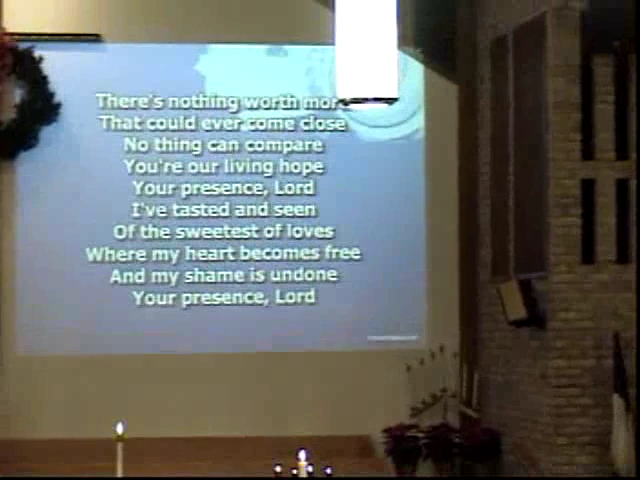 There's nothing worth more
That could ever come close
No thing can compare
You're our living hope
Your presence, Lord
I've tasted and seen
Of the sweetest of loves
Where my heart becomes free
And my shame is undone
Your presence, Lord